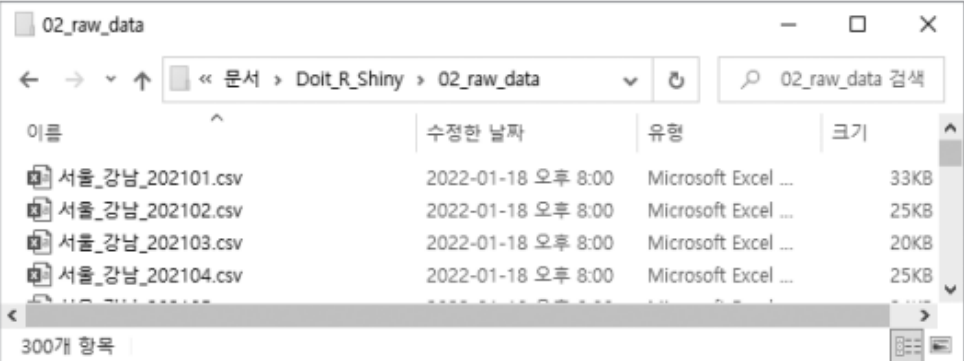 02_raw_data
« 문서 › Doit_R_Shiny › 02_raw_data 02_raw_data 검색
이름 수정한 날짜 유형 크기
서울_강남_202101.csv 2022-01-18 오후 8:00 Microsoft Excel ... 33KB
서울_강남_202102.csv 2022-01-18 오후 8:00 Microsoft Excel ... 25KB
서울_강남_202103.csv 2022-01-18 오후 8:00 Microsoft Excel ... 20KB
서울_강남_202104.csv 2022-01-18 오후 8:00 Microsoft Excel ... 25KB
300개 항목